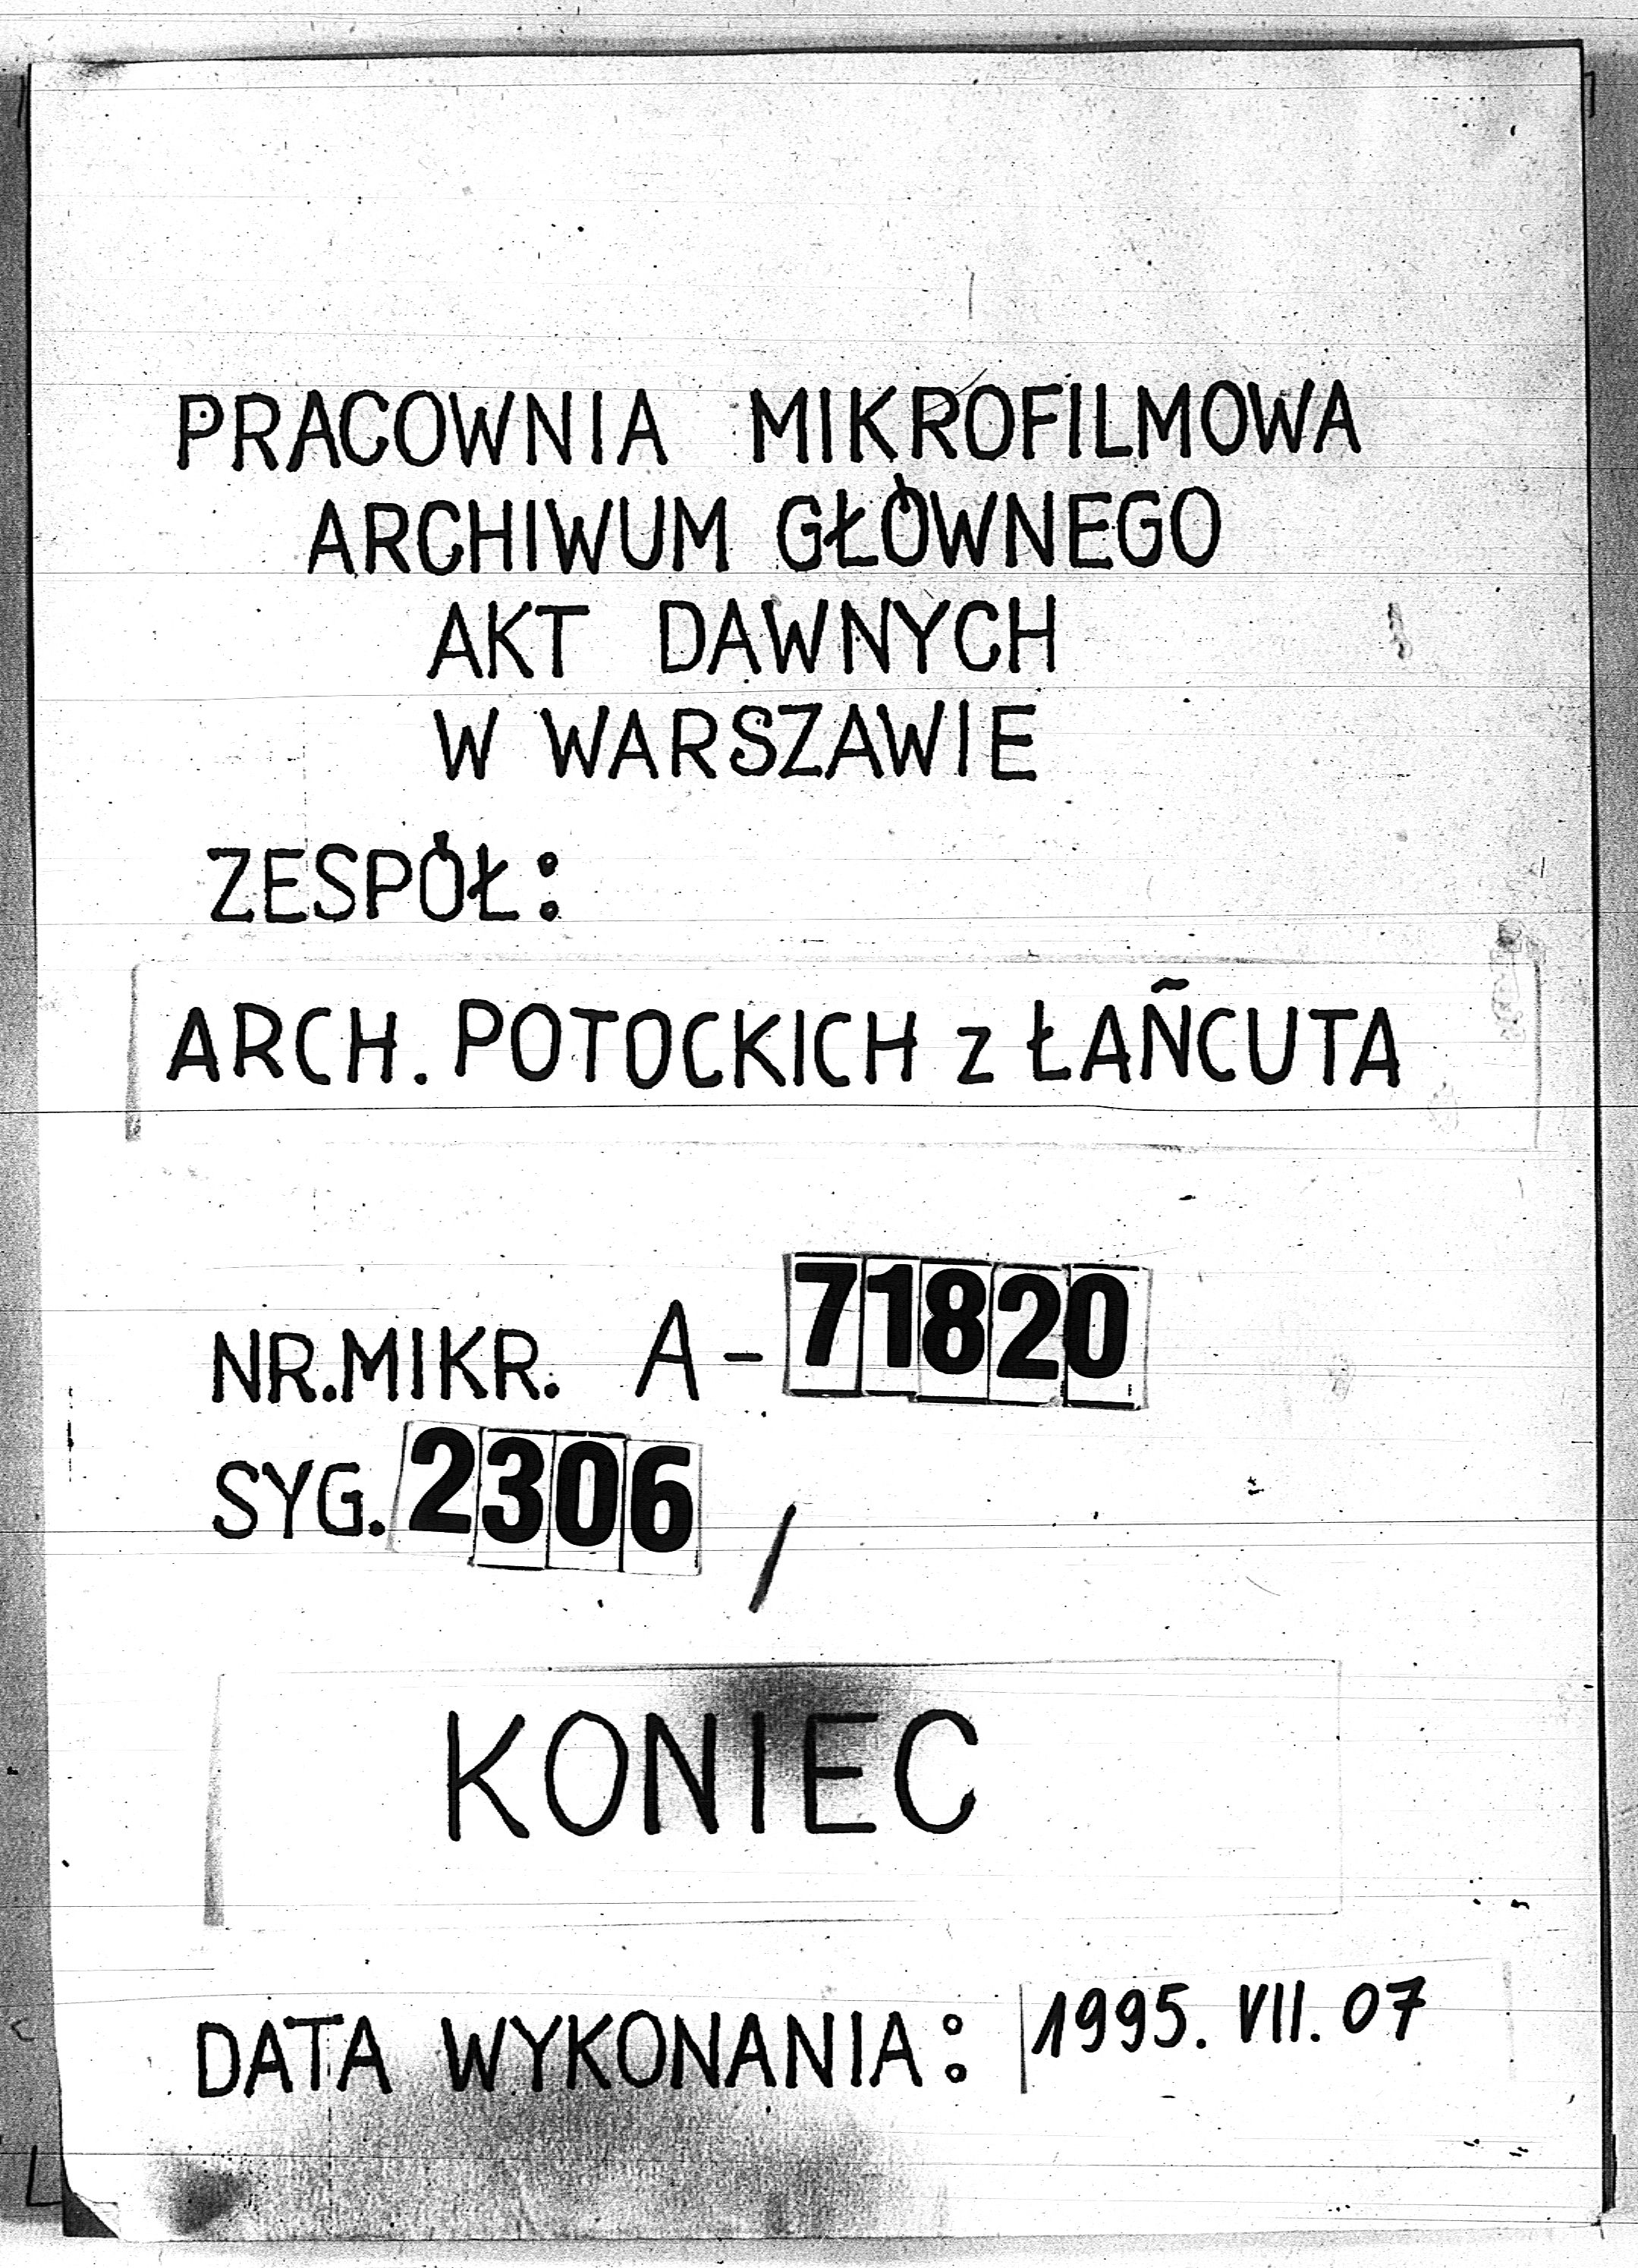 PRACOWNIA MIKROFILMOWA
ARCHIWUM GŁÓWNEGO
AKT DAWNYCH
W WARSZAWIE
ZESPÓŁ:
ARCH. POTOCKICH z ŁAŃCUTA
NR.MIKR. A-71820
SYG. 2306 /
KONIEC
DATA WYKONANIA: 1995. VII. 07